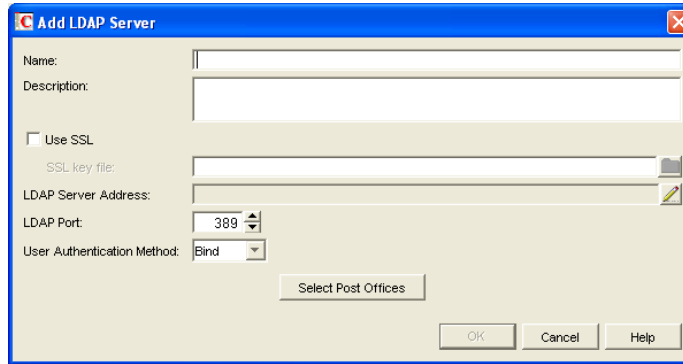 Add LDAP Server
Name:
Description:
Use SSL
SSL key file:
LDAP Server Address:
LDAP Port: 389
User Authentication Method: Bind
Select Post Offices
OK Cancel Help